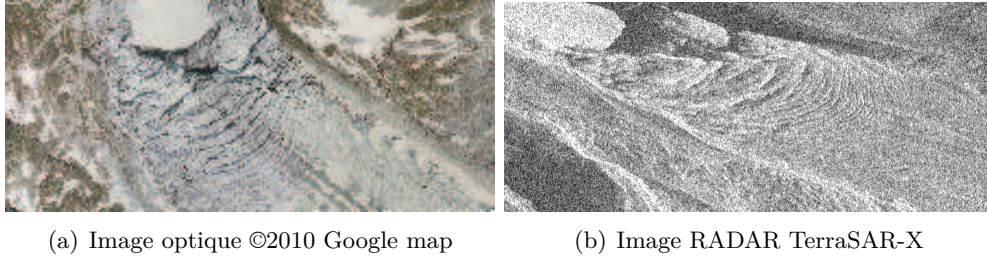 (a) Image optique ©2010 Google map
(b) Image RADAR TerraSAR-X